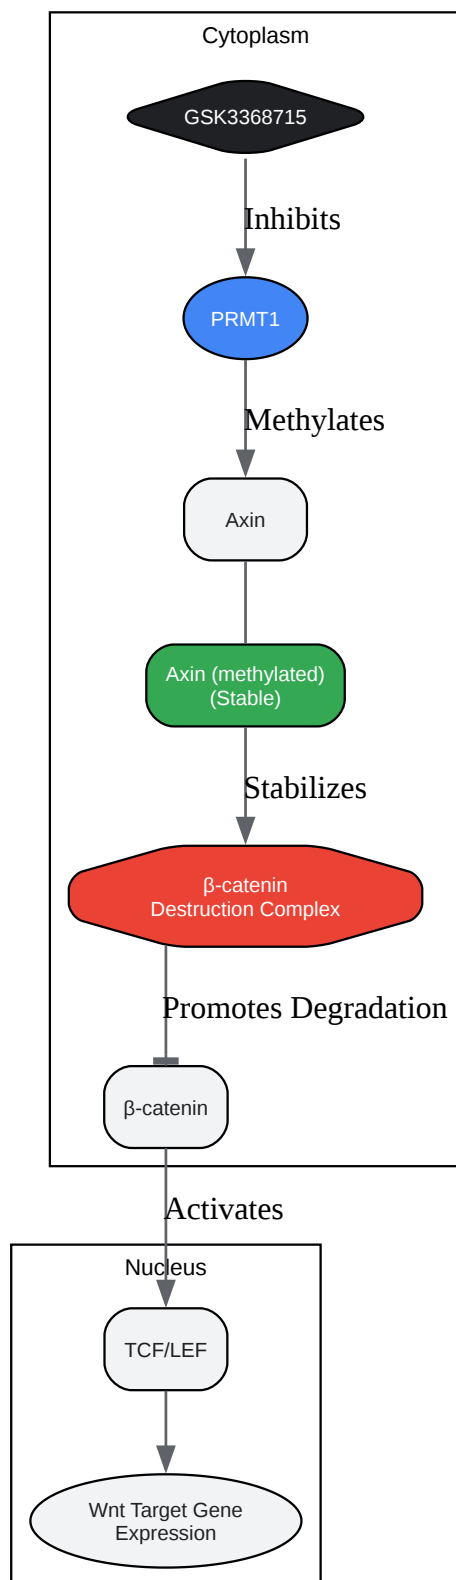 Cytoplasm
GSK3368715
Inhibits
PRMT1
Methylates
Axin
Axin (methylated)
(Stable)
Stabilizes
β-catenin
Destruction Complex
Promotes Degradation
β-catenin
Activates
Nucleus
TCF/LEF
Wnt Target Gene
Expression